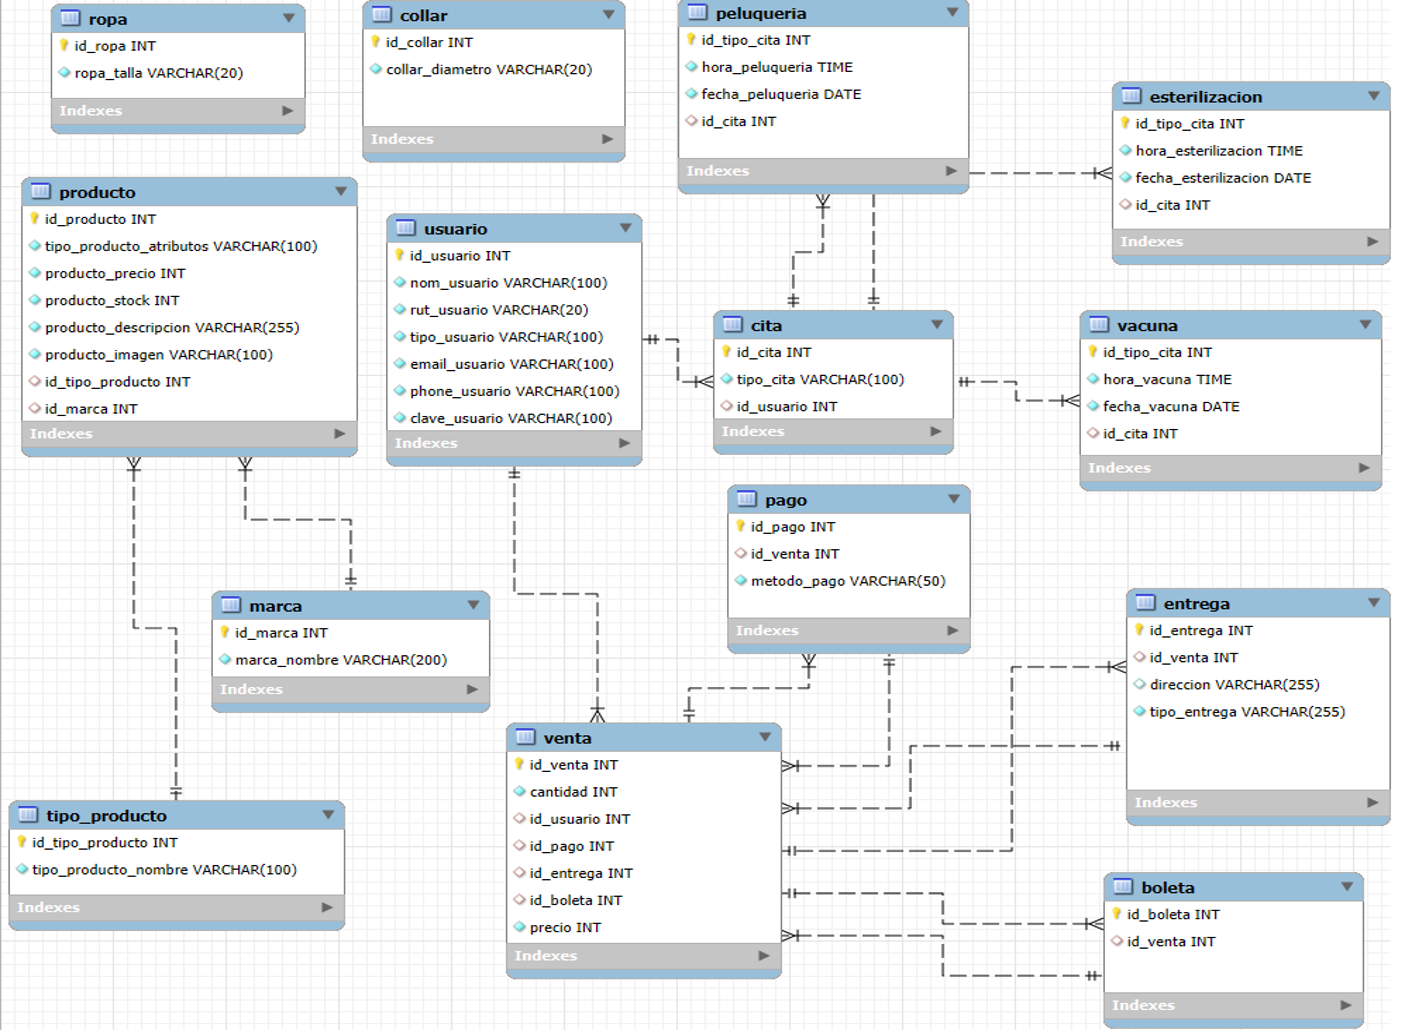 ropa
id_ropa INT
ropa_talla VARCHAR(20)
Indexes
collar
id_collar INT
collar_diametro VARCHAR(20)
Indexes
peluqueria
id_tipo_cita INT
hora_peluqueria TIME
fecha_peluqueria DATE
id_cita INT
Indexes
esterilizacion
id_tipo_cita INT
hora_esterilizacion TIME
fecha_esterilizacion DATE
id_cita INT
Indexes
producto
id_producto INT
tipo_producto_atributos VARCHAR(100)
producto_precio INT
producto_stock INT
producto_descripcion VARCHAR(255)
producto_imagen VARCHAR(100)
id_tipo_producto INT
id_marca INT
Indexes
usuario
id_usuario INT
nom_usuario VARCHAR(100)
rut_usuario VARCHAR(20)
tipo_usuario VARCHAR(100)
email_usuario VARCHAR(100)
phone_usuario VARCHAR(100)
clave_usuario VARCHAR(100)
Indexes
cita
id_cita INT
tipo_cita VARCHAR(100)
id_usuario INT
Indexes
vacuna
id_tipo_cita INT
hora_vacuna TIME
fecha_vacuna DATE
id_cita INT
Indexes
pago
id_pago INT
id_venta INT
metodo_pago VARCHAR(50)
Indexes
marca
id_marca INT
marca_nombre VARCHAR(200)
Indexes
entrega
id_entrega INT
id_venta INT
direccion VARCHAR(255)
tipo_entrega VARCHAR(255)
Indexes
venta
id_venta INT
cantidad INT
id_usuario INT
id_pago INT
id_entrega INT
id_boleta INT
precio INT
Indexes
tipo_producto
id_tipo_producto INT
tipo_producto_nombre VARCHAR(100)
Indexes
boleta
id_boleta INT
id_venta INT
Indexes